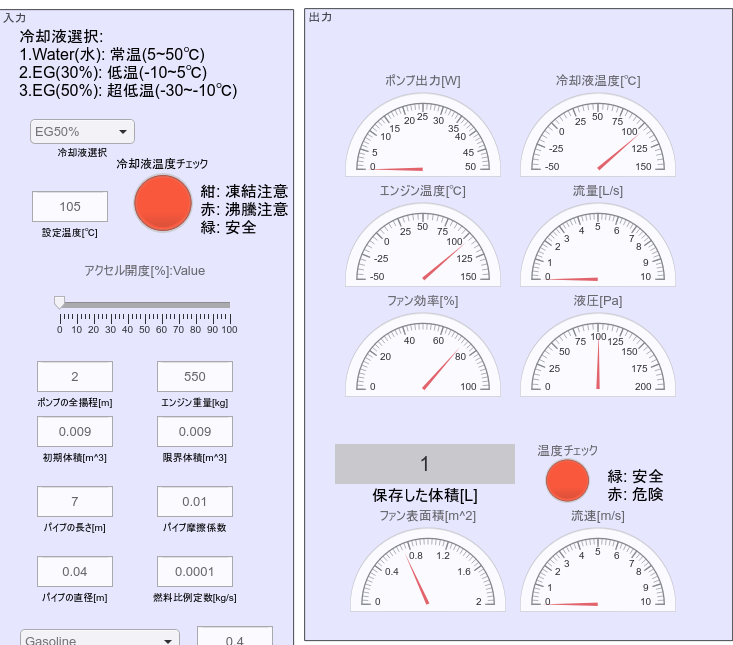 入力
冷却液選択:
1.Water(水): 常温(5~50℃)
2.EG(30%): 低温(-10~5℃)
3.EG(50%): 超低温(-30~-10℃)
EG50%
冷却液選択
冷却液温度チェック
紺: 凍結注意
赤: 沸騰注意
緑: 安全
105
設定温度[℃]
アクセル開度[%]:Value
0 10 20 30 40 50 60 70 80 90 100
2
ポンプの全揚程[m]
550
エンジン重量[kg]
0.009
初期体積[m^3]
0.009
限界体積[m^3]
7
パイプの長さ[m]
0.01
パイプ摩擦係数
0.04
パイプの直径[m]
0.0001
燃料比例定数[kg/s]
Gasoline
0.4
出力
ポンプ出力[W]
0 5 10 15 20 25 30 35 40 45 50
冷却液温度[℃]
-50 -25 0 25 50 75 100 125 150
エンジン温度[℃]
-50 -25 0 25 50 75 100 125 150
流量[L/s]
0 1 2 3 4 5 6 7 8 9 10
ファン効率[%]
0 20 40 60 80 100
液圧[Pa]
0 25 50 75 100 125 150 175 200
1
保存した体積[L]
温度チェック
緑: 安全
赤: 危険
ファン表面積[m^2]
0 0.4 0.8 1.2 1.6 2
流速[m/s]
0 1 2 3 4 5 6 7 8 9 10